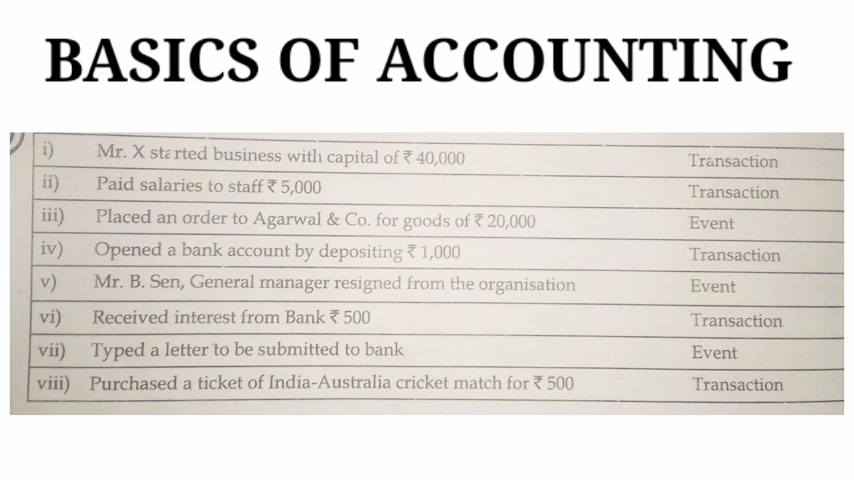 BASICS OF ACCOUNTING
i) Mr. X started business with capital of ₹ 40,000 Transaction
ii) Paid salaries to staff ₹ 5,000 Transaction
iii) Placed an order to Agarwal & Co. for goods of ₹ 20,000 Event
iv) Opened a bank account by depositing ₹ 1,000 Transaction
v) Mr. B. Sen, General manager resigned from the organisation Event
vi) Received interest from Bank ₹ 500 Transaction
vii) Typed a letter to be submitted to bank Event
viii) Purchased a ticket of India-Australia cricket match for ₹ 500 Transaction